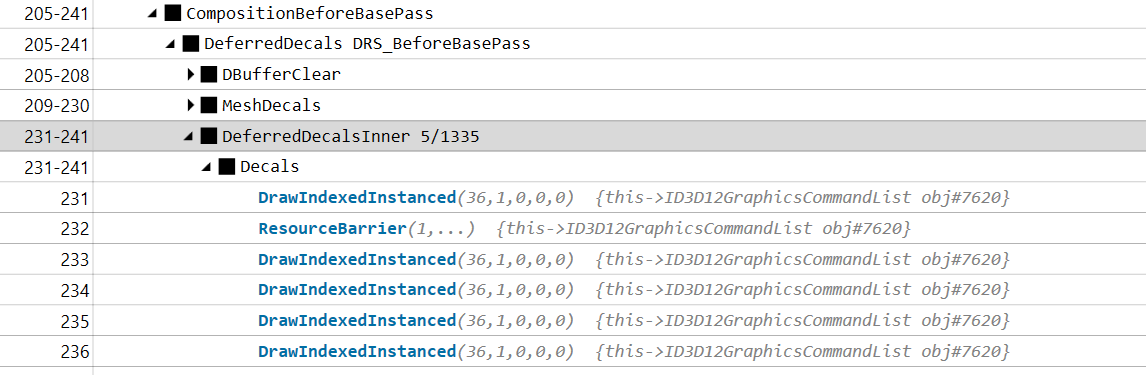 205-241 CompositionBeforeBasePass
205-241 DeferredDecals DRS_BeforeBasePass
205-208 DBufferClear
209-230 MeshDecals
231-241 DeferredDecalsInner 5/1335
231-241 Decals
231 DrawIndexedInstanced(36,1,0,0,0) {this->ID3D12GraphicsCommandList obj#7620}
232 ResourceBarrier(1,...) {this->ID3D12GraphicsCommandList obj#7620}
233 DrawIndexedInstanced(36,1,0,0,0) {this->ID3D12GraphicsCommandList obj#7620}
234 DrawIndexedInstanced(36,1,0,0,0) {this->ID3D12GraphicsCommandList obj#7620}
235 DrawIndexedInstanced(36,1,0,0,0) {this->ID3D12GraphicsCommandList obj#7620}
236 DrawIndexedInstanced(36,1,0,0,0) {this->ID3D12GraphicsCommandList obj#7620}